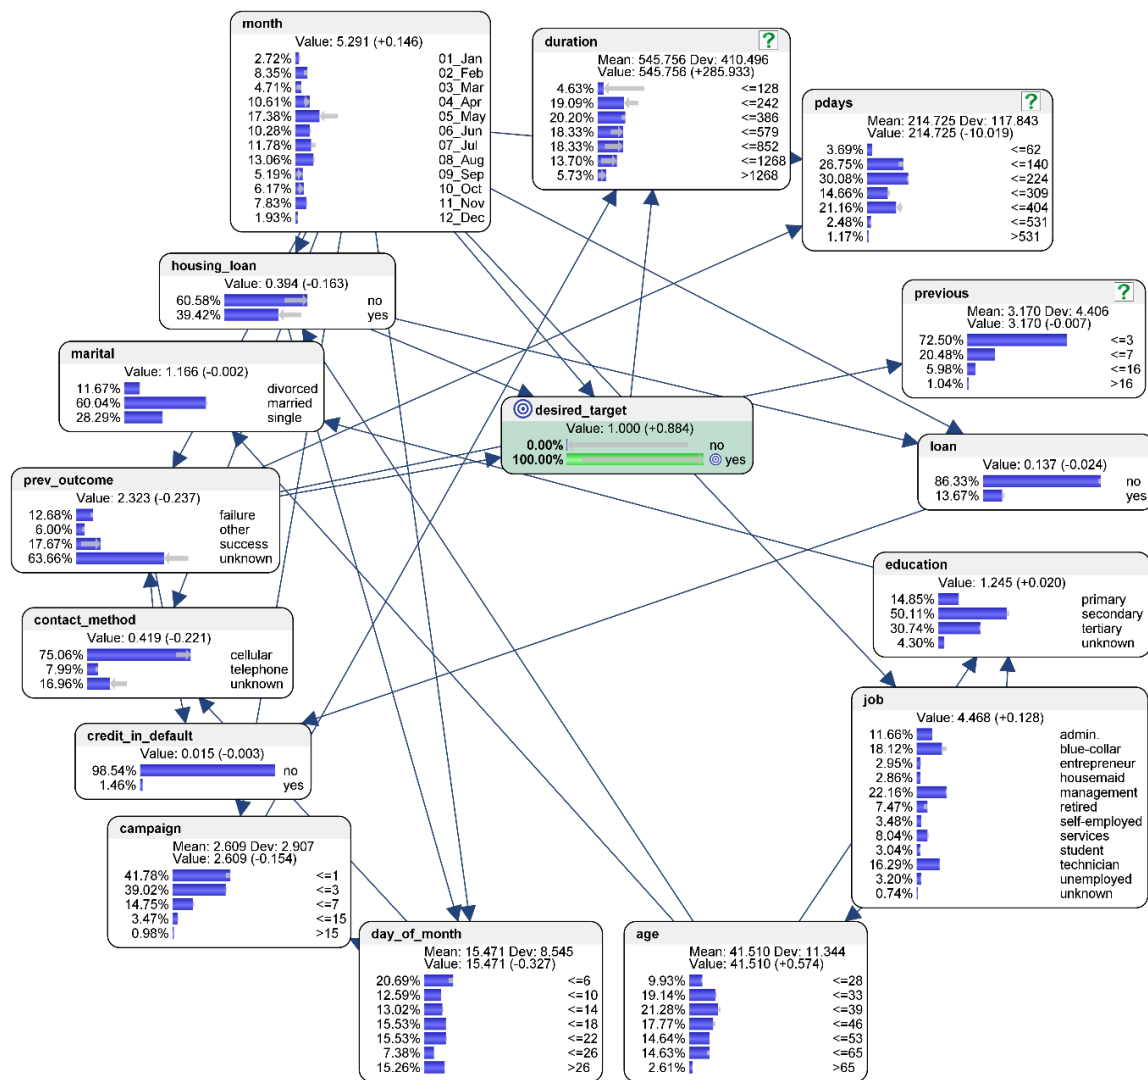 month
Value: 5.291 (+0.146)
2.72% 01_Jan
8.35% 02_Feb
4.71% 03_Mar
10.61% 04_Apr
17.38% 05_May
10.28% 06_Jun
11.78% 07_Jul
13.06% 08_Aug
5.19% 09_Sep
6.17% 10_Oct
7.83% 11_Nov
1.93% 12_Dec
duration ?
Mean: 545.756 Dev: 410.496
Value: 545.756 (+285.933)
4.63% <=128
19.09% <=242
20.20% <=386
18.33% <=579
18.33% <=852
13.70% <=1268
5.73% >1268
pdays ?
Mean: 214.725 Dev: 117.843
Value: 214.725 (-10.019)
3.69% <=62
26.75% <=140
30.08% <=224
14.66% <=309
21.16% <=404
2.48% <=531
1.17% >531
housing_loan
Value: 0.394 (-0.163)
60.58% no
39.42% yes
previous ?
Mean: 3.170 Dev: 4.406
Value: 3.170 (-0.007)
72.50% <=3
20.48% <=7
5.98% <=16
1.04% >16
marital
Value: 1.166 (-0.002)
11.67% divorced
60.04% married
28.29% single
desired_target
Value: 1.000 (+0.884)
0.00% no
100.00% yes
loan
Value: 0.137 (-0.024)
86.33% no
13.67% yes
prev_outcome
Value: 2.323 (-0.237)
12.68% failure
6.00% other
17.67% success
63.66% unknown
education
Value: 1.245 (+0.020)
14.85% primary
50.11% secondary
30.74% tertiary
4.30% unknown
contact_method
Value: 0.419 (-0.221)
75.06% cellular
7.99% telephone
16.96% unknown
job
Value: 4.468 (+0.128)
11.66% admin.
18.12% blue-collar
2.95% entrepreneur
2.86% housemaid
22.16% management
7.47% retired
3.48% self-employed
8.04% services
3.04% student
16.29% technician
3.20% unemployed
0.74% unknown
credit_in_default
Value: 0.015 (-0.003)
98.54% no
1.46% yes
campaign
Mean: 2.609 Dev: 2.907
Value: 2.609 (-0.154)
41.78% <=1
39.02% <=3
14.75% <=7
3.47% <=15
0.98% >15
day_of_month
Mean: 15.471 Dev: 8.545
Value: 15.471 (-0.327)
20.69% <=6
12.59% <=10
13.02% <=14
15.53% <=18
15.53% <=22
7.38% <=26
15.26% >26
age
Mean: 41.510 Dev: 11.344
Value: 41.510 (+0.574)
9.93% <=28
19.14% <=33
21.28% <=39
17.77% <=46
14.64% <=53
14.63% <=65
2.61% >65